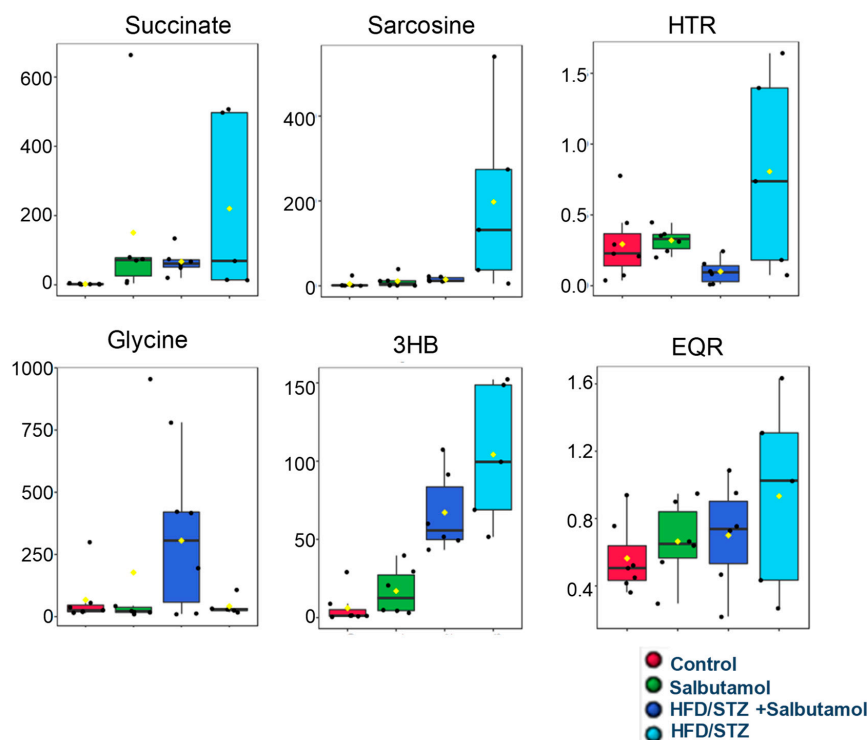 Succinate
Sarcosine
HTR
600
400
200
0
400
200
0
1.5
1.0
0.5
0.0
Glycine
3HB
EQR
1000
750
500
250
0
150
100
50
0
1.6
1.2
0.8
0.4
Control
Salbutamol
HFD/STZ +Salbutamol
HFD/STZ